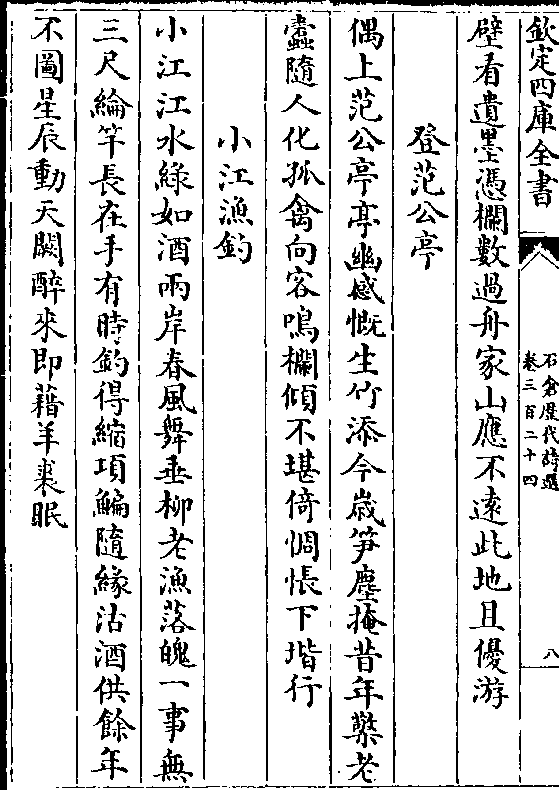 欽定四庫全書
石倉歷代詩選
卷三百二十四
八
壁看遺墨憑欄數過舟家山應不遠此地且優游
登范公亭
偶上范公亭亭幽感慨生竹添今歲笋塵掩昔年檠老
蠹隨人化孤禽向客鳴欄傾不堪倚惆悵下堦行
小江漁釣
小江江水綠如酒兩岸春風舞垂柳老漁落魄一事無
三尺綸竿長在手有時釣得縮項鯿隨緣沽酒供餘年
不圖星辰動天闕醉來即藉羊裘眠